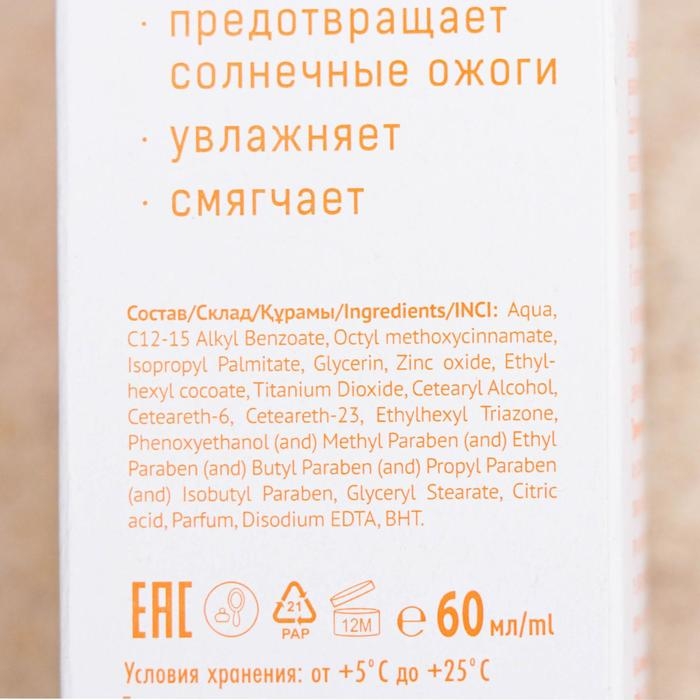 · предотвращает
солнечные ожоги
· увлажняет
· смягчает
Состав/Склад/Құрамы/Ingredients/INCI: Aqua,
C12-15 Alkyl Benzoate, Octyl methoxycinnamate,
Isopropyl Palmitate, Glycerin, Zinc oxide, Ethyl-
hexyl cocoate, Titanium Dioxide, Cetearyl Alcohol,
Ceteareth-6, Ceteareth-23, Ethylhexyl Triazone,
Phenoxyethanol (and) Methyl Paraben (and) Ethyl
Paraben (and) Butyl Paraben (and) Propyl Paraben
(and) Isobutyl Paraben, Glyceryl Stearate, Citric
acid, Parfum, Disodium EDTA, BHT.
EAC 21 PAP 12M e 60 мл/ml
Условия хранения: от +5°C до +25°C